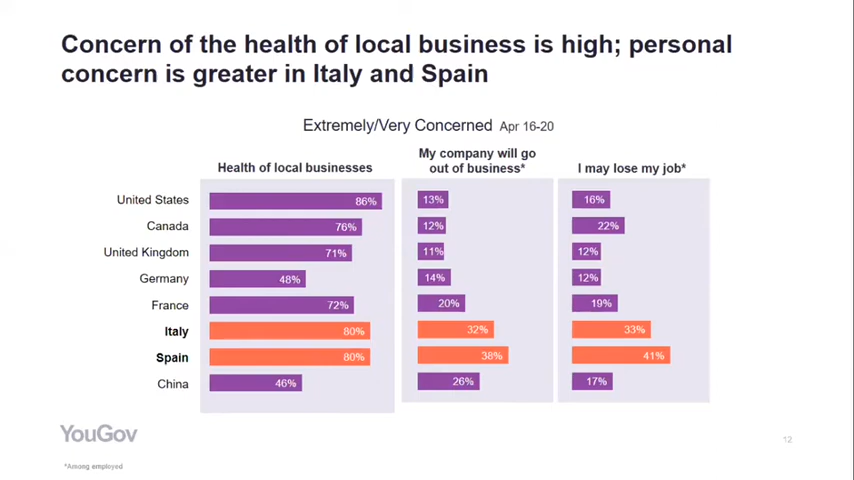 Concern of the health of local business is high; personal
concern is greater in Italy and Spain
Extremely/Very Concerned Apr 16-20
Health of local businesses
My company will go
out of business*
I may lose my job*
United States 86% 13% 16%
Canada 76% 12% 22%
United Kingdom 71% 11% 12%
Germany 48% 14% 12%
France 72% 20% 19%
Italy 80% 32% 33%
Spain 80% 38% 41%
China 46% 26% 17%
YouGov
12
*Among employed